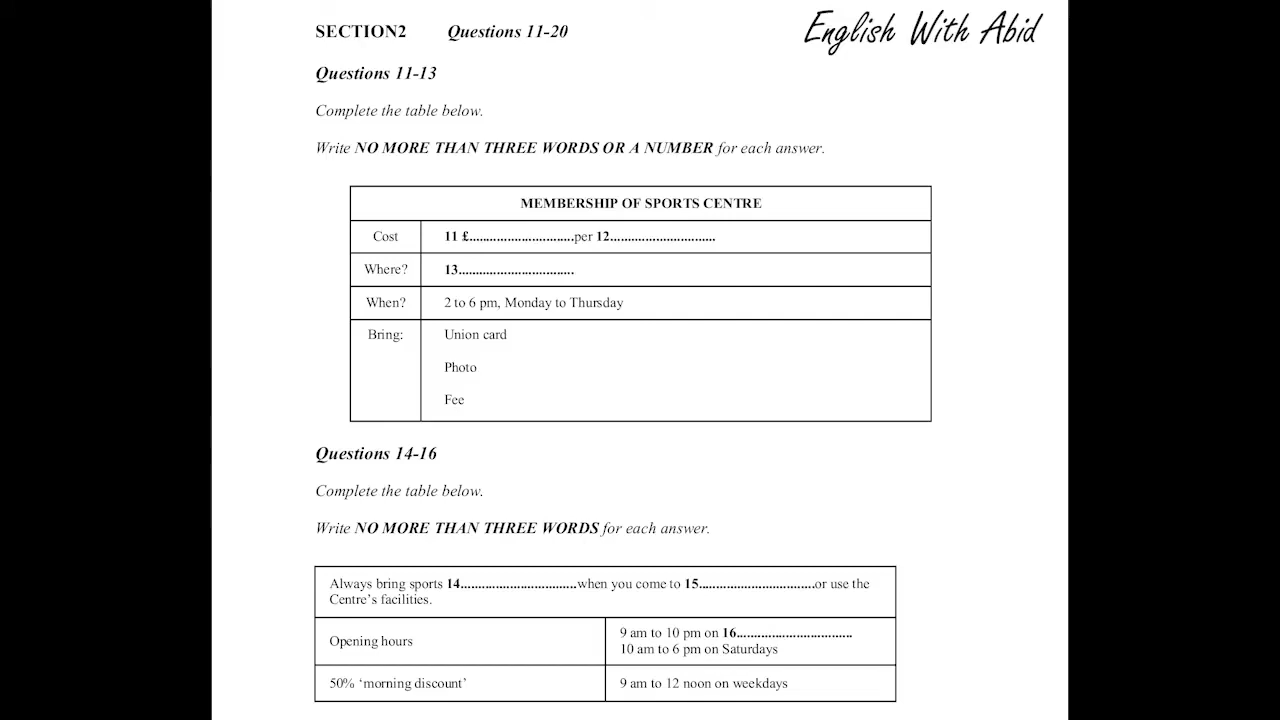 SECTION2 Questions 11-20
English With Abid
Questions 11-13
Complete the table below.
Write NO MORE THAN THREE WORDS OR A NUMBER for each answer.
MEMBERSHIP OF SPORTS CENTRE
Cost 11 £..............................per 12..............................
Where? 13.................................
When? 2 to 6 pm, Monday to Thursday
Bring: Union card
Photo
Fee
Questions 14-16
Complete the table below.
Write NO MORE THAN THREE WORDS for each answer.
Always bring sports 14.................................when you come to 15.................................or use the
Centre's facilities.
Opening hours
9 am to 10 pm on 16.................................
10 am to 6 pm on Saturdays
50% ‘morning discount’ 9 am to 12 noon on weekdays